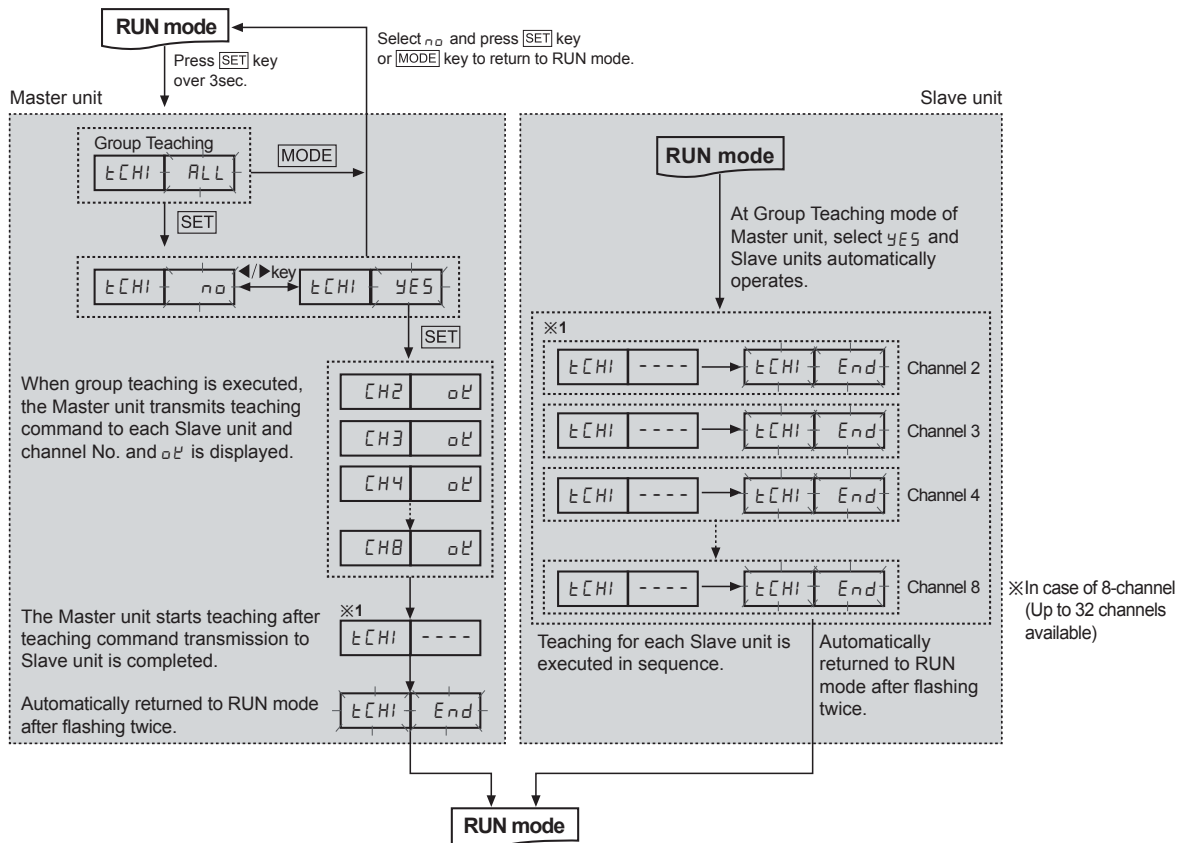 RUN mode
Press SET key
over 3sec.
Select no and press SET key
or MODE key to return to RUN mode.
Master unit
Group Teaching
tCH1 ALL
MODE
SET
tCH1 no
◀/▶key
tCH1 YES
SET
When group teaching is executed,
the Master unit transmits teaching
command to each Slave unit and
channel No. and oK is displayed.
CH2 oK
CH3 oK
CH4 oK
CH8 oK
The Master unit starts teaching after
teaching command transmission to
Slave unit is completed.
※1
tCH1 ----
Automatically returned to RUN mode
after flashing twice.
tCH1 End
Slave unit
RUN mode
At Group Teaching mode of
Master unit, select YES and
Slave units automatically
operates.
※1
tCH1 ---- tCH1 End Channel 2
tCH1 ---- tCH1 End Channel 3
tCH1 ---- tCH1 End Channel 4
tCH1 ---- tCH1 End Channel 8
※In case of 8-channel
(Up to 32 channels
available)
Teaching for each Slave unit is
executed in sequence.
Automatically
returned to RUN
mode after flashing
twice.
RUN mode